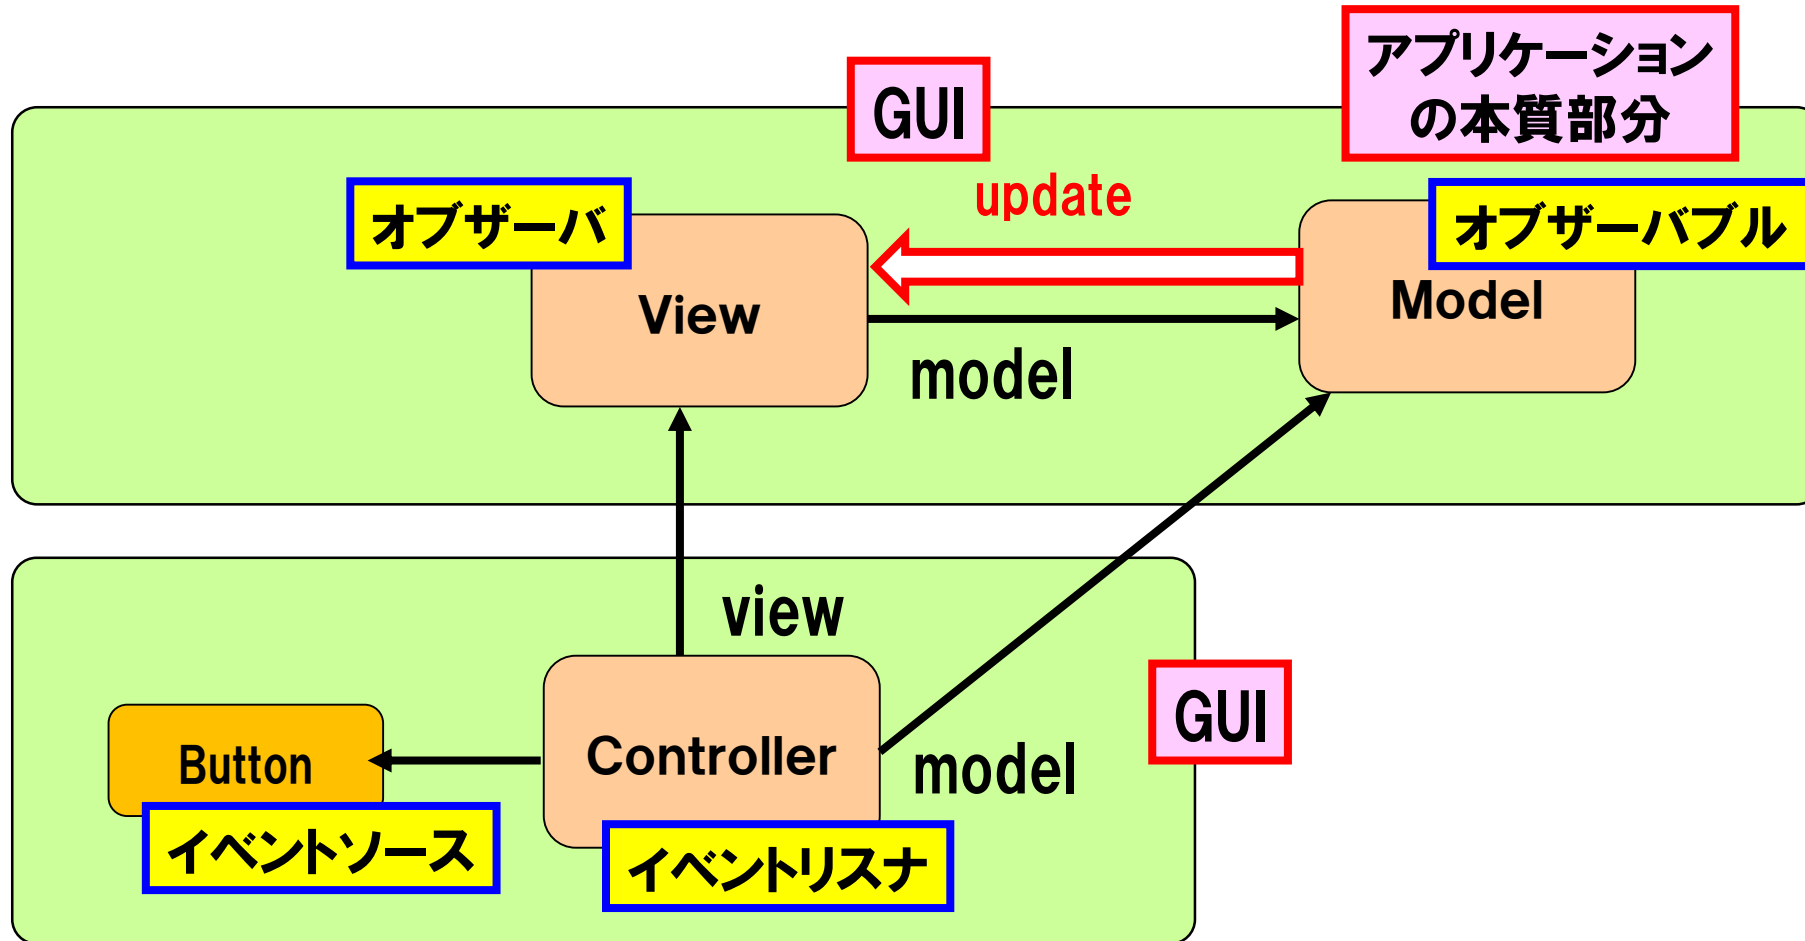 アプリケーション
の本質部分
GUI
update
オブザーバ
オブザーバブル
View
Model
model
view
GUI
Button
Controller
model
イベントソース
イベントリスナ